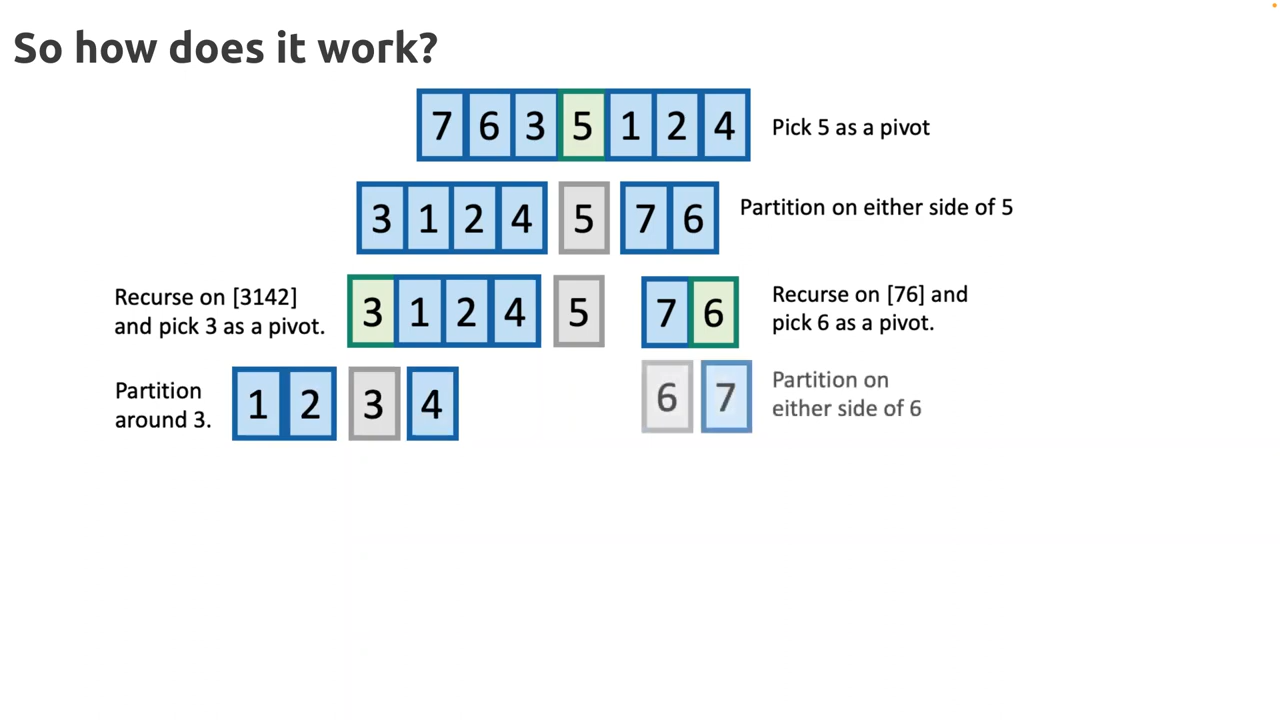 So how does it work?
7 6 3 5 1 2 4 Pick 5 as a pivot
3 1 2 4 5 7 6 Partition on either side of 5
Recurse on [3142]
and pick 3 as a pivot.
3 1 2 4 5 7 6
Recurse on [76] and
pick 6 as a pivot.
Partition
around 3.
1 2 3 4
6 7
Partition on
either side of 6